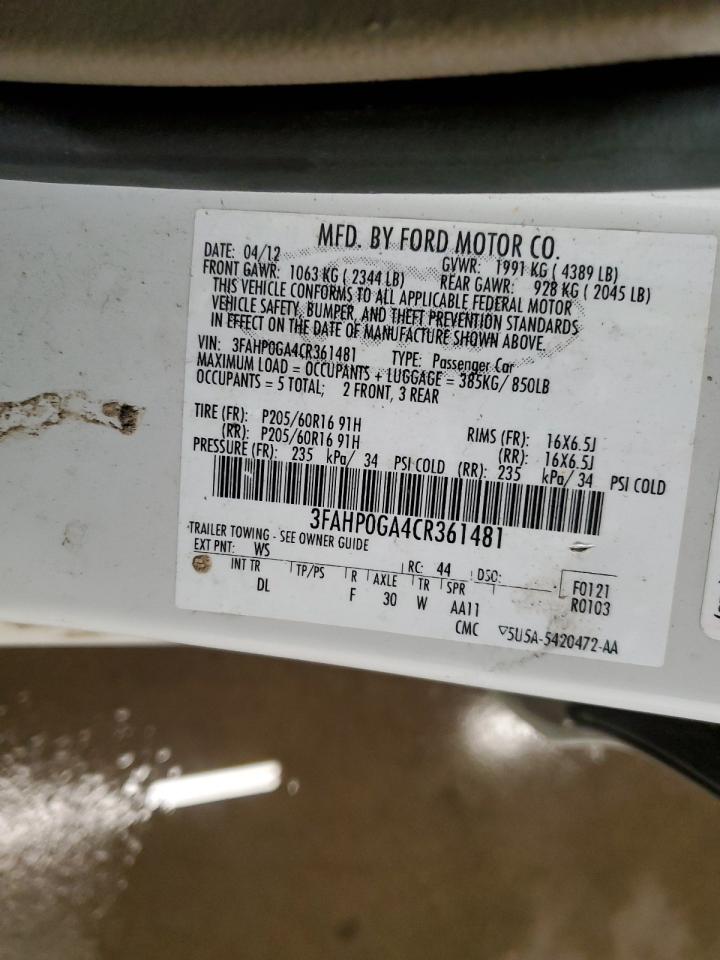 MFD. BY FORD MOTOR CO.
DATE: 04/12 GVWR: 1991 KG ( 4389 LB)
FRONT GAWR: 1063 KG ( 2344 LB) REAR GAWR: 928 KG ( 2045 LB)
THIS VEHICLE CONFORMS TO ALL APPLICABLE FEDERAL MOTOR
VEHICLE SAFETY, BUMPER, AND THEFT PREVENTION STANDARDS
IN EFFECT ON THE DATE OF MANUFACTURE SHOWN ABOVE.
VIN: 3FAHP0GA4CR361481 TYPE: Passenger Car
MAXIMUM LOAD = OCCUPANTS + LUGGAGE = 385KG/ 850LB
OCCUPANTS = 5 TOTAL; 2 FRONT, 3 REAR
TIRE (FR): P205/60R16 91H RIMS (FR): 16X6.5J
(RR): P205/60R16 91H (RR): 16X6.5J
PRESSURE (FR): 235 kPa/ 34 PSI COLD (RR): 235 kPa/ 34 PSI COLD
3FAHP0GA4CR361481
TRAILER TOWING - SEE OWNER GUIDE
EXT PNT: WS RC: 44 DSO: F0121
INT TR TP/PS R AXLE TR SPR R0103
DL F 30 W AA11
CMC 5U5A-5420472-AA